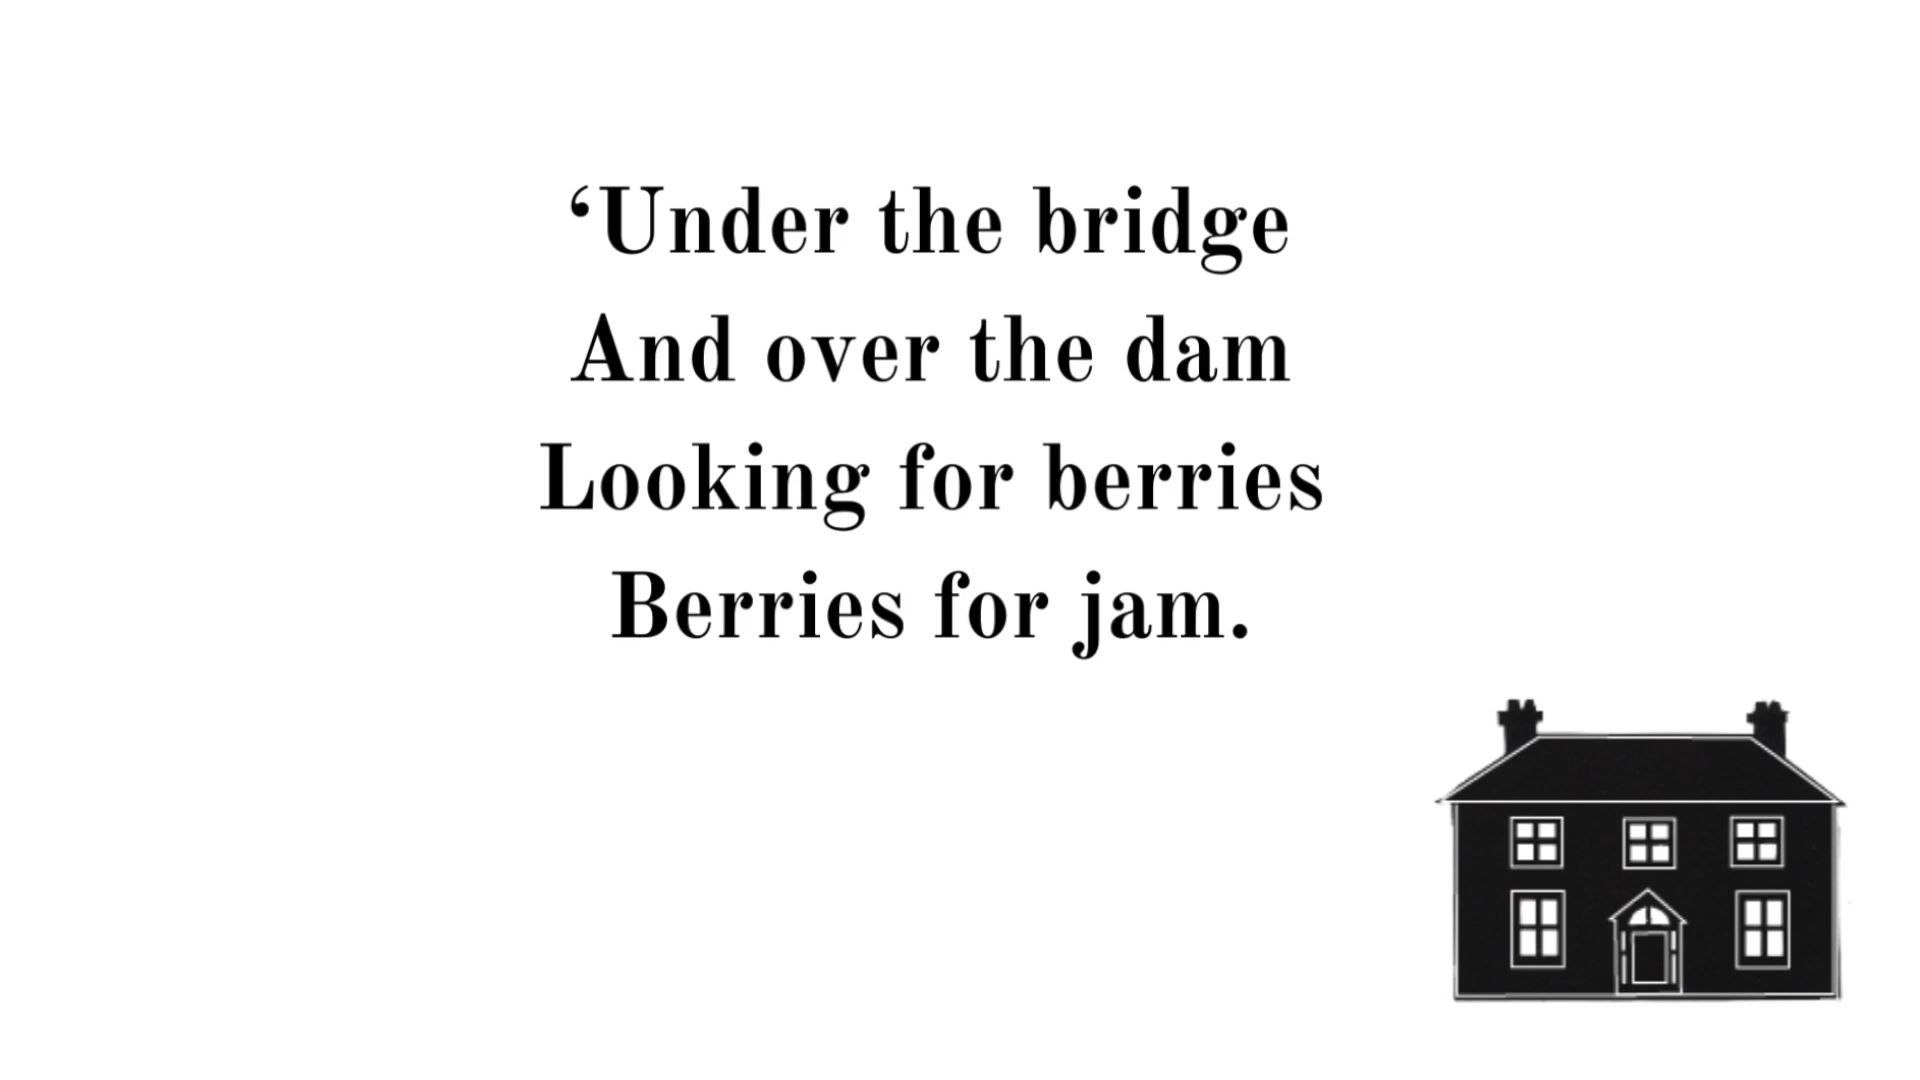 ‘Under the bridge
And over the dam
Looking for berries
Berries for jam.